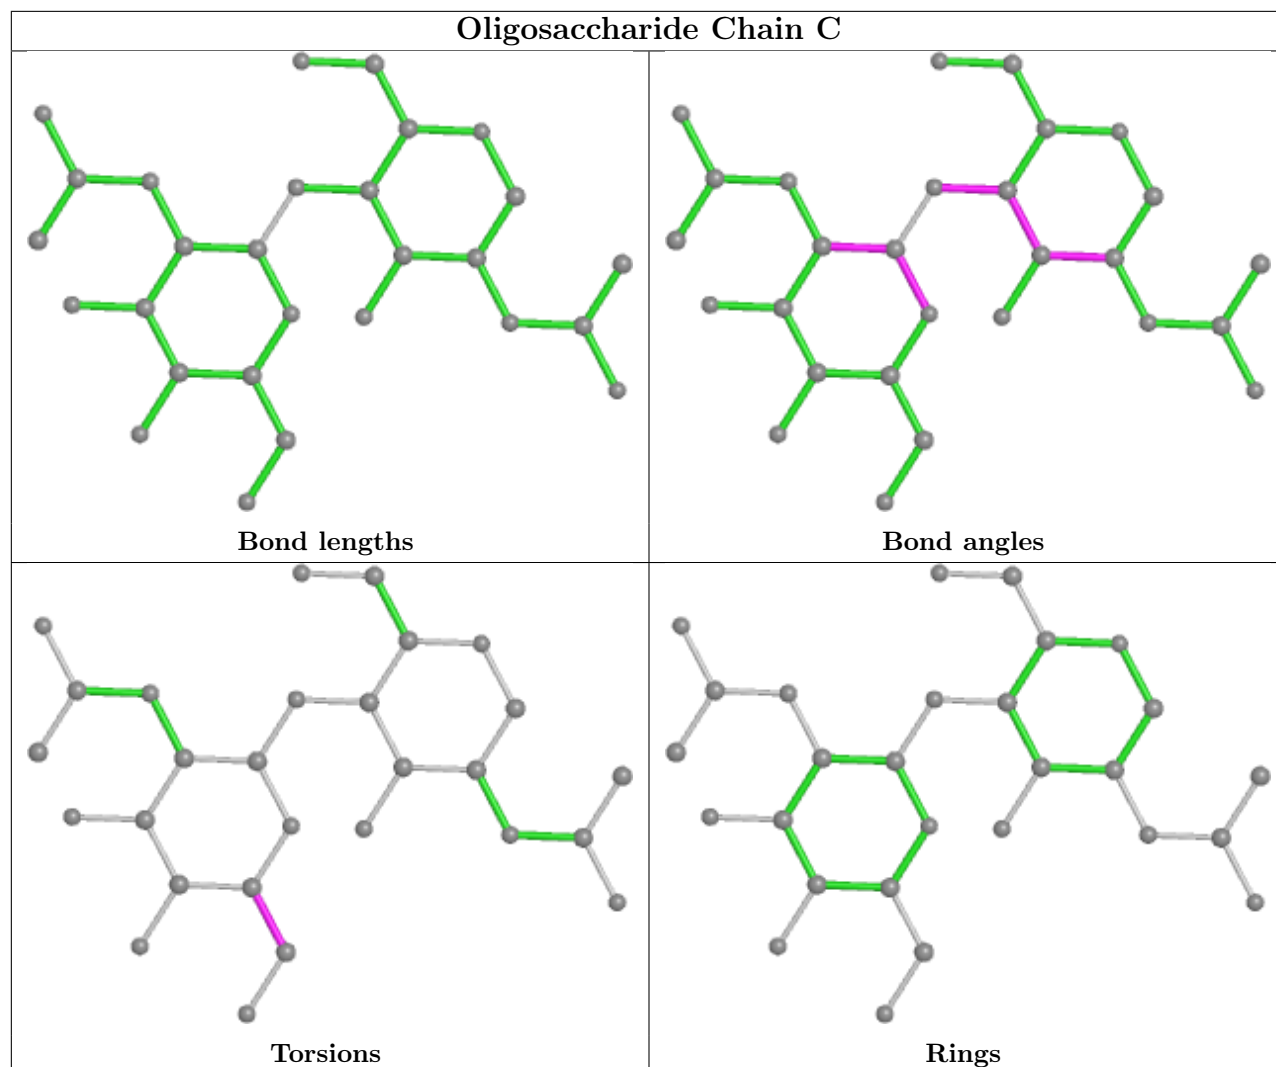 Oligosaccharide Chain C
Bond lengths
Bond angles
Torsions
Rings